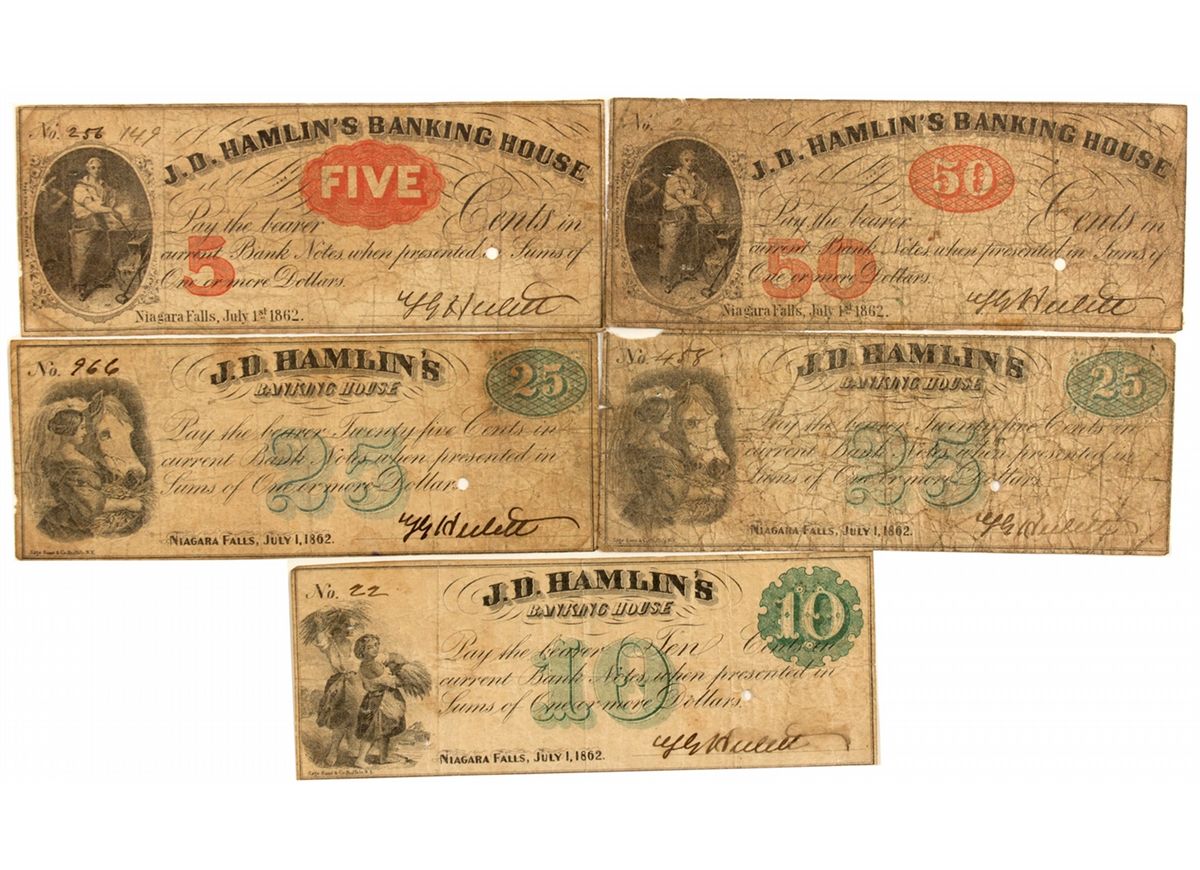 No. 256 149
J.D. HAMLIN'S BANKING HOUSE
FIVE
Pay the bearer Cents in
5
current Bank Notes when presented in Sums of
One or more Dollars.
Niagara Falls, July 1st 1862.
No.
J.D. HAMLIN'S BANKING HOUSE
50
Pay the bearer Cents in
50
current Bank Notes when presented in Sums of
One or more Dollars.
Niagara Falls, July 1st 1862.
No. 966
J.D. HAMLIN'S
BANKING HOUSE
25
Pay the bearer Twenty five Cents in
25
current Bank Notes when presented in
Sums of One or more Dollars.
NIAGARA FALLS, JULY 1, 1862.
No. 458
J.D. HAMLIN'S
BANKING HOUSE
25
Pay the bearer Twenty five Cents in
25
current Bank Notes when presented in
Sums of One or more Dollars.
NIAGARA FALLS, JULY 1, 1862.
No. 22
J.D. HAMLIN'S
BANKING HOUSE
10
Pay the bearer Ten Cents in
10
current Bank Notes when presented in
Sums of One or more Dollars.
NIAGARA FALLS, JULY 1, 1862.